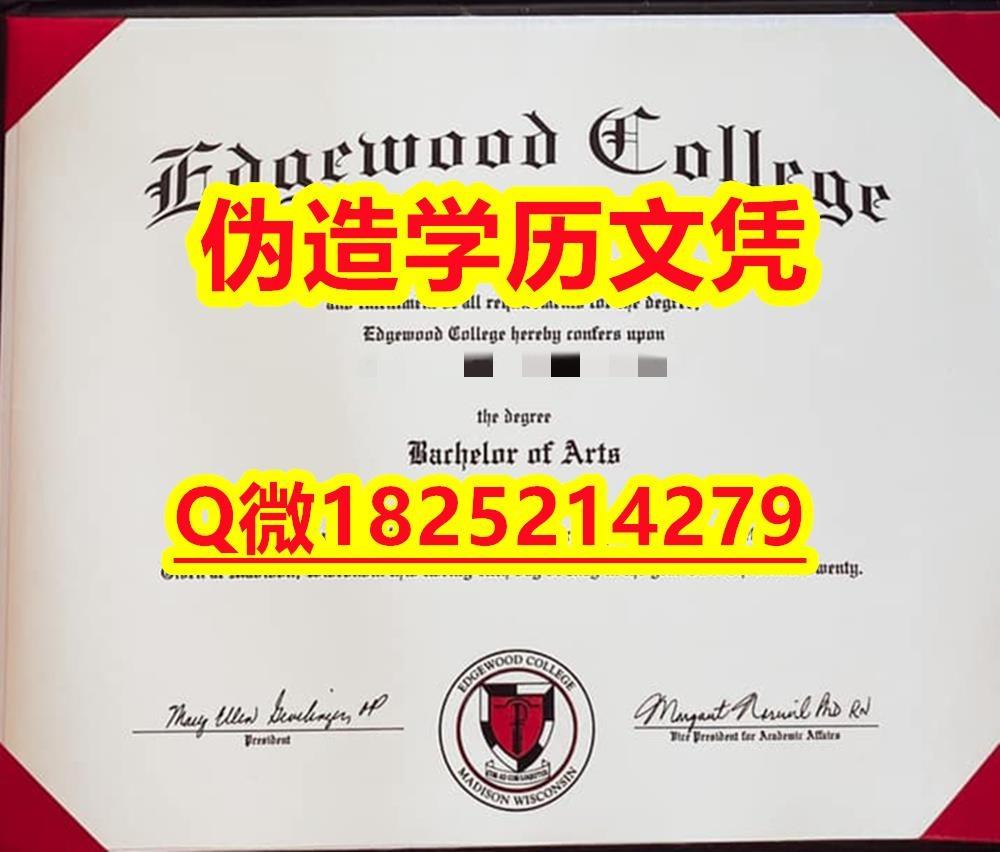 Edgewood College
伪造学历文凭
Edgewood College hereby confers upon
the degree
Bachelor of Arts
Q微1825214279
President
Vice President for Academic Affairs
EDGEWOOD COLLEGE
MADISON WISCONSIN